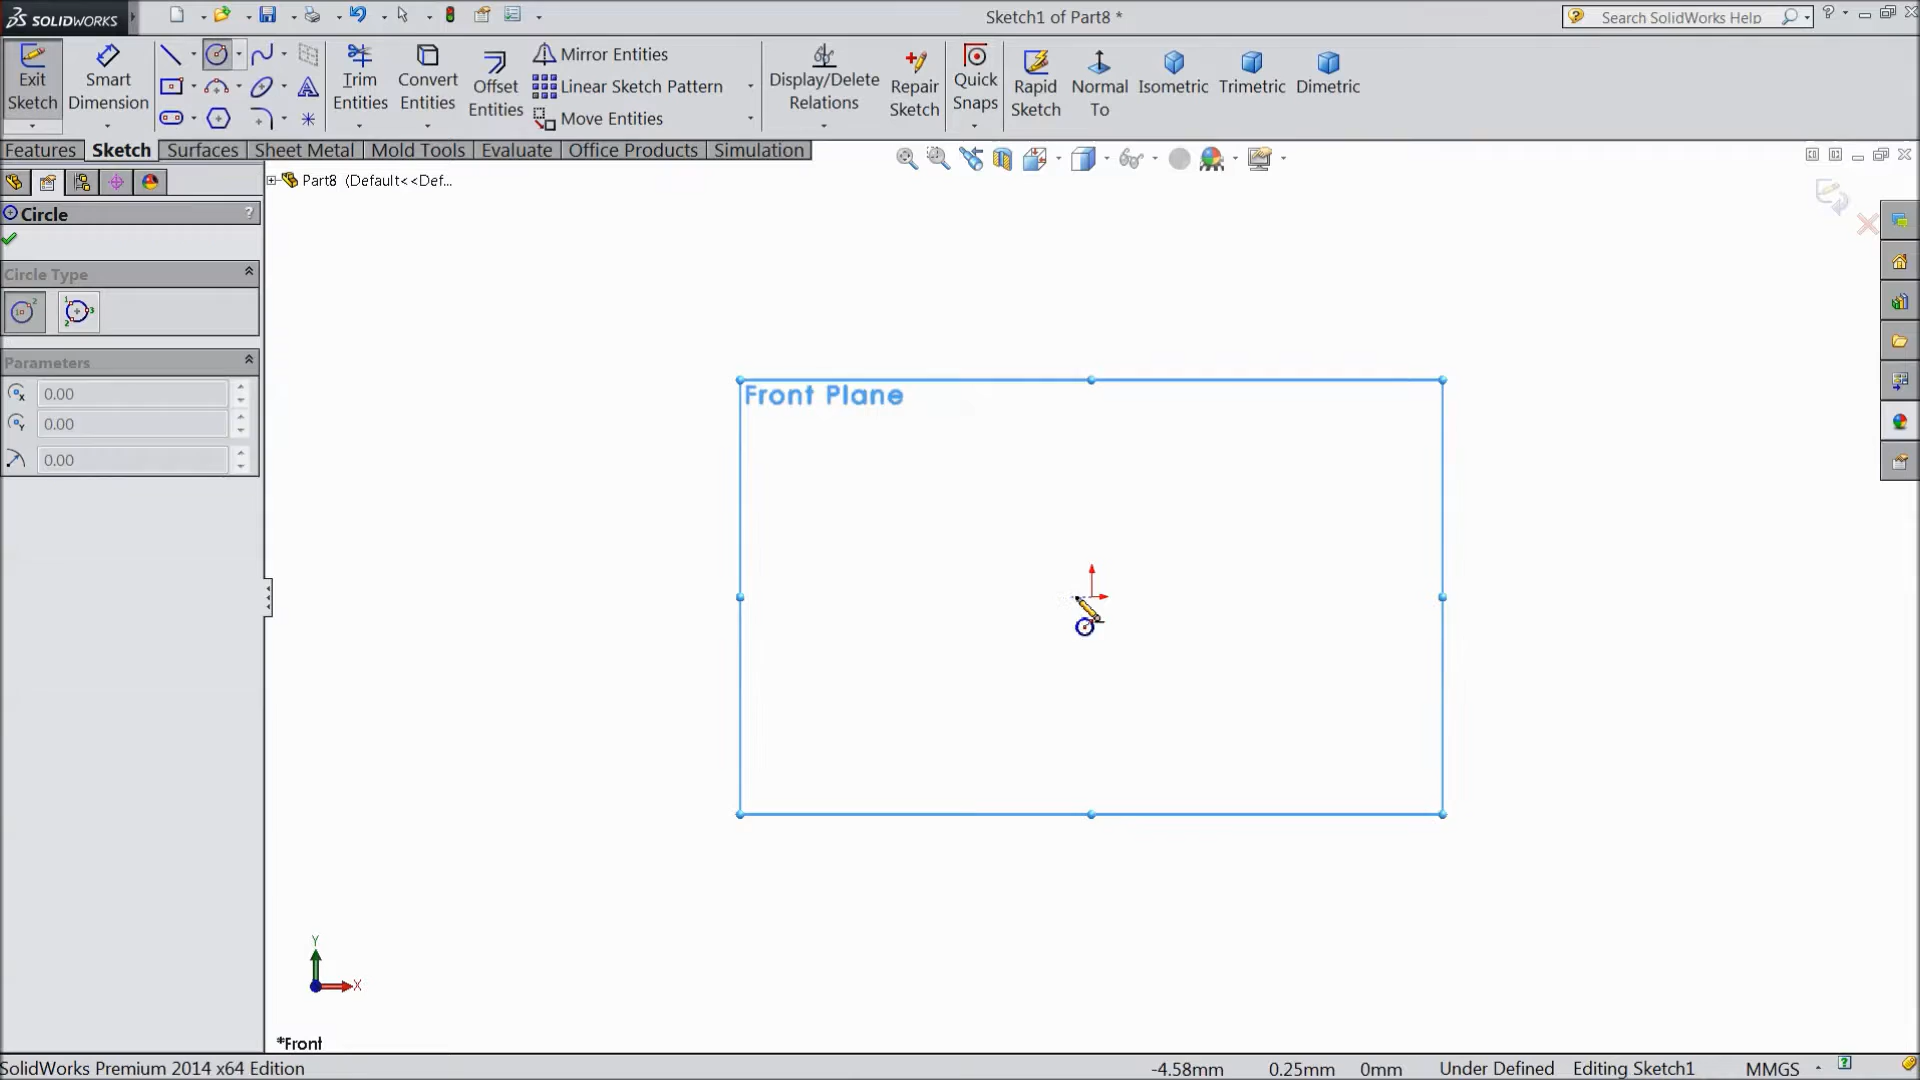 SOLIDWORKS
Sketch1 of Part8 *
Search SolidWorks Help
Exit Sketch
Smart Dimension
Trim Entities
Convert Entities
Offset Entities
Mirror Entities
Linear Sketch Pattern
Move Entities
Display/Delete Relations
Repair Sketch
Quick Snaps
Rapid Sketch
Normal To
Isometric
Trimetric
Dimetric
Features
Sketch
Surfaces
Sheet Metal
Mold Tools
Evaluate
Office Products
Simulation
Part8 (Default<<Def...
Circle
?
Circle Type
Parameters
0.00
0.00
0.00
Front Plane
Y
X
*Front
SolidWorks Premium 2014 x64 Edition
-4.58mm
0.25mm
0mm
Under Defined
Editing Sketch1
MMGS